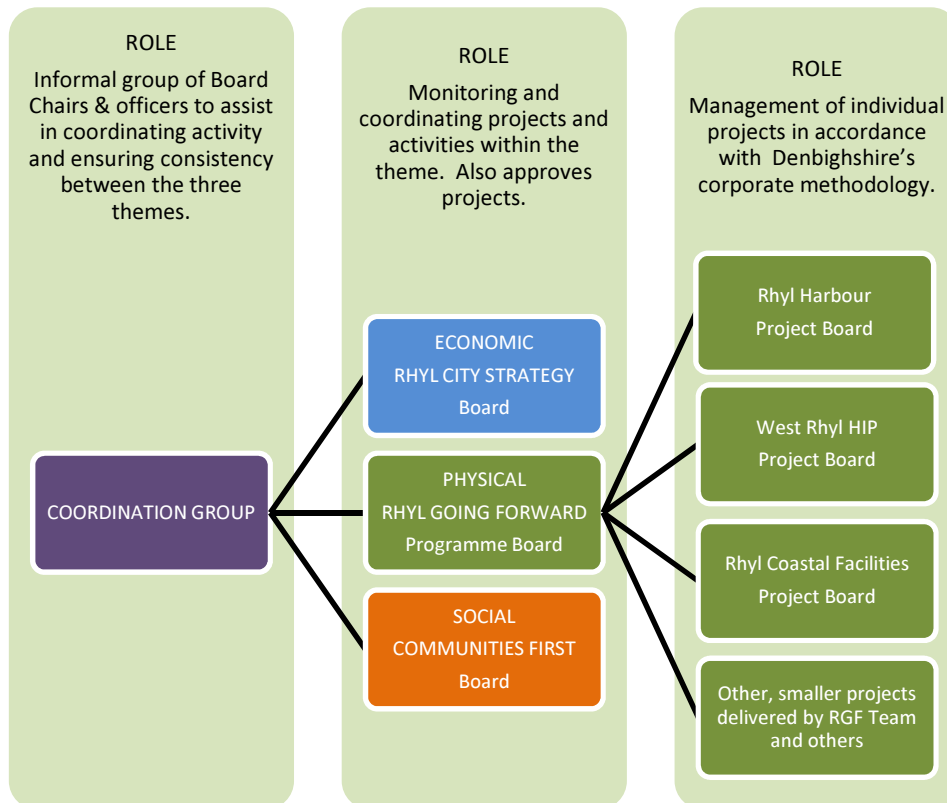 ROLE
Informal group of Board
Chairs & officers to assist
in coordinating activity
and ensuring consistency
between the three
themes.
COORDINATION GROUP
ROLE
Monitoring and
coordinating projects and
activities within the
theme. Also approves
projects.
ECONOMIC
RHYL CITY STRATEGY
Board
PHYSICAL
RHYL GOING FORWARD
Programme Board
SOCIAL
COMMUNITIES FIRST
Board
ROLE
Management of individual
projects in accordance
with Denbighshire's
corporate methodology.
Rhyl Harbour
Project Board
West Rhyl HIP
Project Board
Rhyl Coastal Facilities
Project Board
Other, smaller projects
delivered by RGF Team
and others